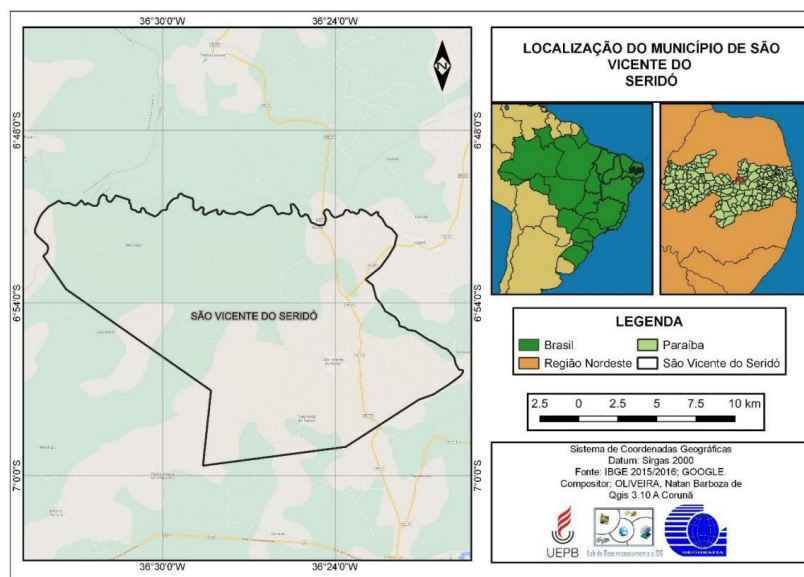 36°30'0"W
36°24'0"W
6°48'0"S
6°54'0"S
7°0'0"S
N
SÃO VICENTE DO SERIDÓ
36°30'0"W
36°24'0"W
6°48'0"S
6°54'0"S
7°0'0"S
LOCALIZAÇÃO DO MUNICÍPIO DE SÃO
VICENTE DO
SERIDÓ
LEGENDA
Brasil
Paraíba
Região Nordeste
São Vicente do Seridó
2.5 0 2.5 5 7.5 10 km
Sistema de Coordenadas Geográficas
Datum: Sirgas 2000
Fonte: IBGE 2015/2016; GOOGLE.
Compositor: OLIVEIRA, Natan Barboza de
Qgis 3.10 A Corunã
UEPB
GEOGRAFIA